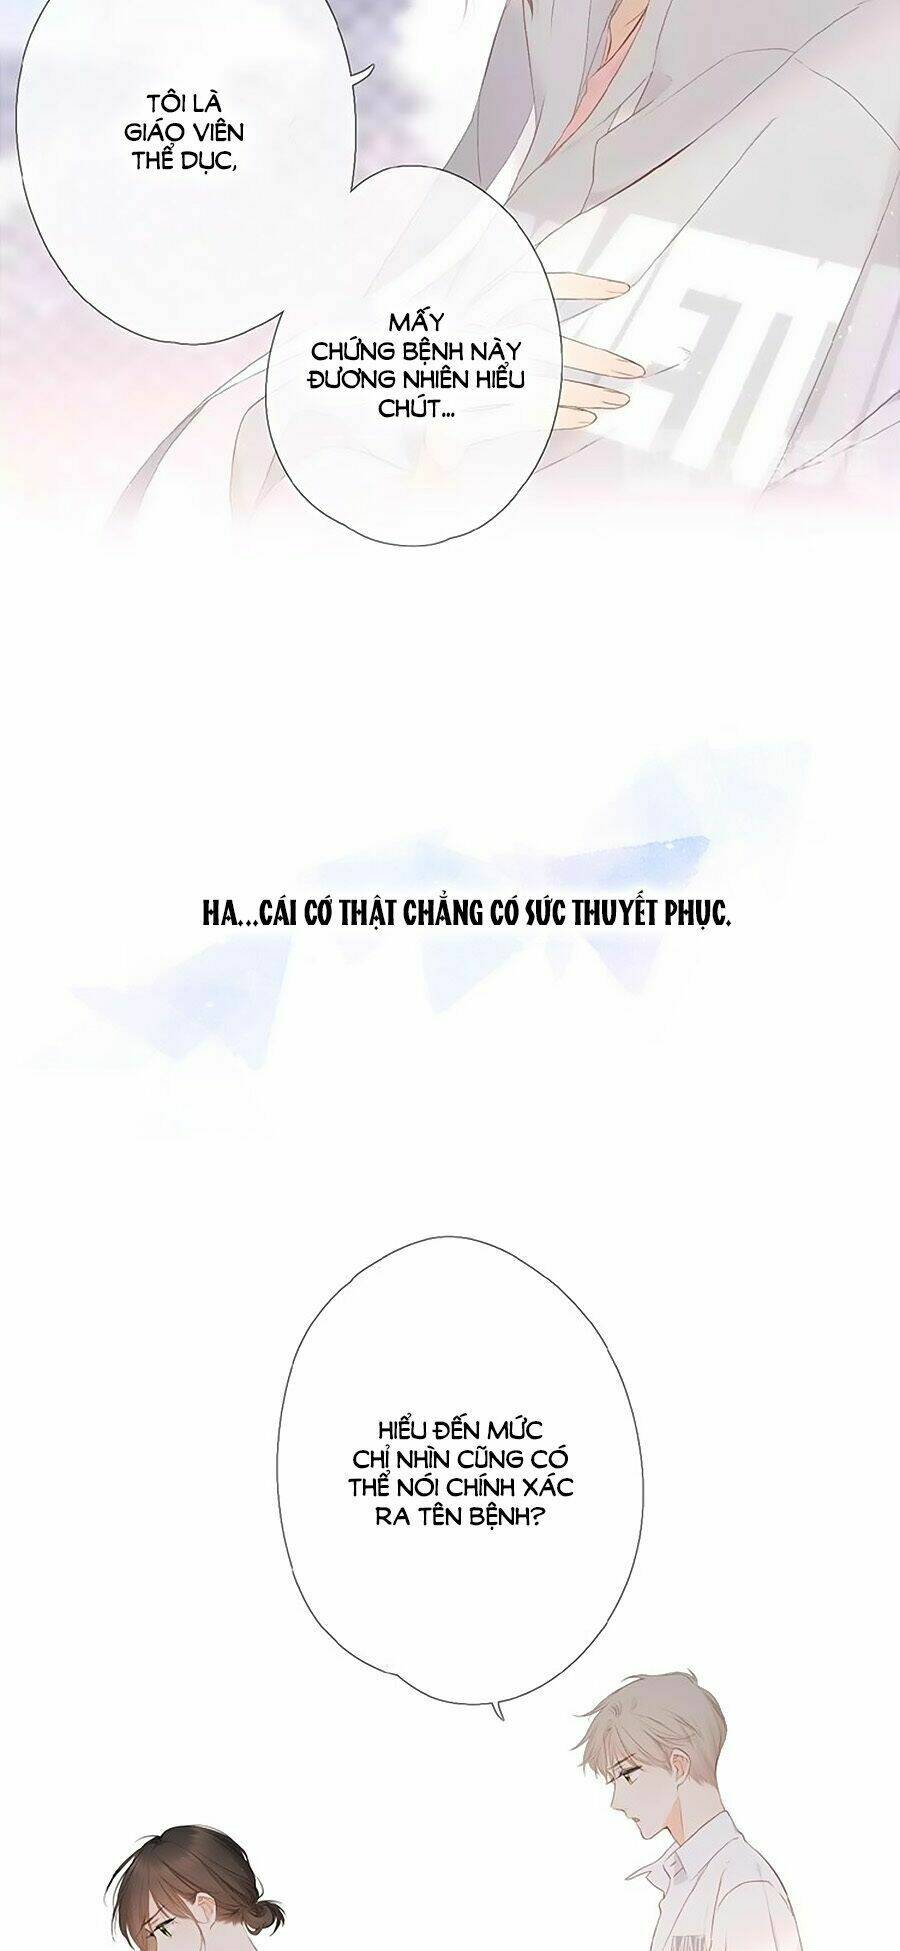 TÔI LÀ
GIÁO VIÊN
THỂ DỤC,
MẤY
CHỨNG BỆNH NÀY
ĐƯƠNG NHIÊN HIỂU
CHÚT...
HA...CÁI CỚ THẬT CHẲNG CÓ SỨC THUYẾT PHỤC.
HIỂU ĐẾN MỨC
CHỈ NHÌN CŨNG CÓ
THỂ NÓI CHÍNH XÁC
RA TÊN BỆNH?